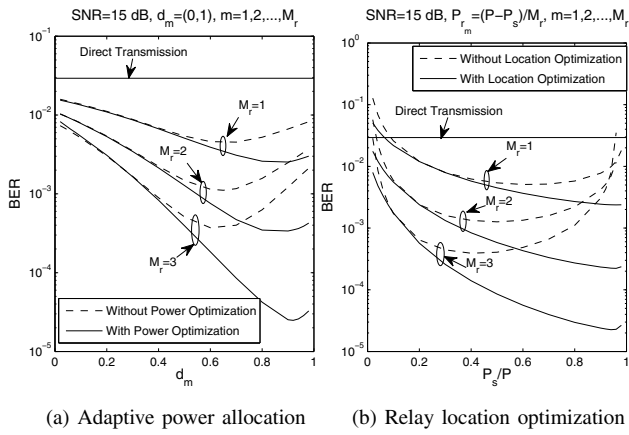 SNR=15 dB, d_m=(0,1), m=1,2,...,M_r
10^-1
10^-2
10^-3
10^-4
10^-5
BER
Direct Transmission
M_r=1
M_r=2
M_r=3
Without Power Optimization
With Power Optimization
0 0.2 0.4 0.6 0.8 1
d_m
(a) Adaptive power allocation
SNR=15 dB, P_r_m=(P-P_s)/M_r, m=1,2,...,M_r
10^0
10^-1
10^-2
10^-3
10^-4
10^-5
BER
Without Location Optimization
With Location Optimization
Direct Transmission
M_r=1
M_r=2
M_r=3
0 0.2 0.4 0.6 0.8 1
P_s/P
(b) Relay location optimization